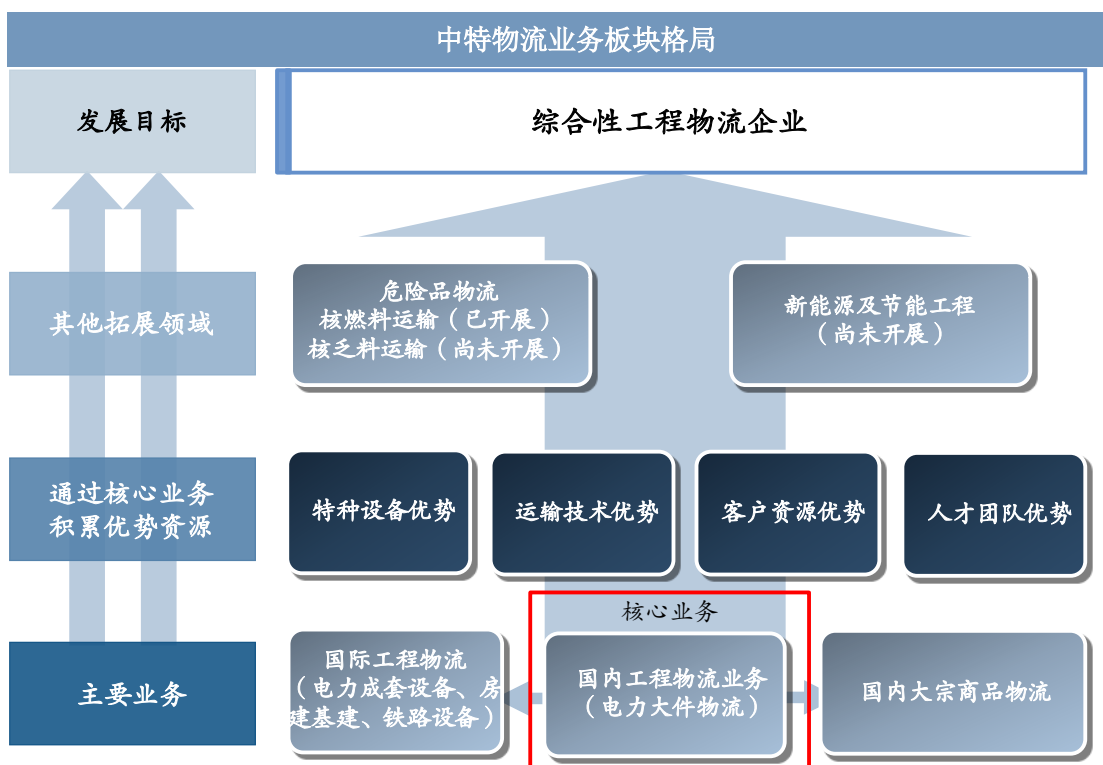 中特物流业务板块格局
发展目标
综合性工程物流企业
其他拓展领域
危险品物流
核燃料运输（已开展）
核乏料运输（尚未开展）
新能源及节能工程
（尚未开展）
通过核心业务
积累优势资源
特种设备优势
运输技术优势
客户资源优势
人才团队优势
核心业务
主要业务
国际工程物流
（电力成套设备、房
建基建、铁路设备）
国内工程物流业务
（电力大件物流）
国内大宗商品物流